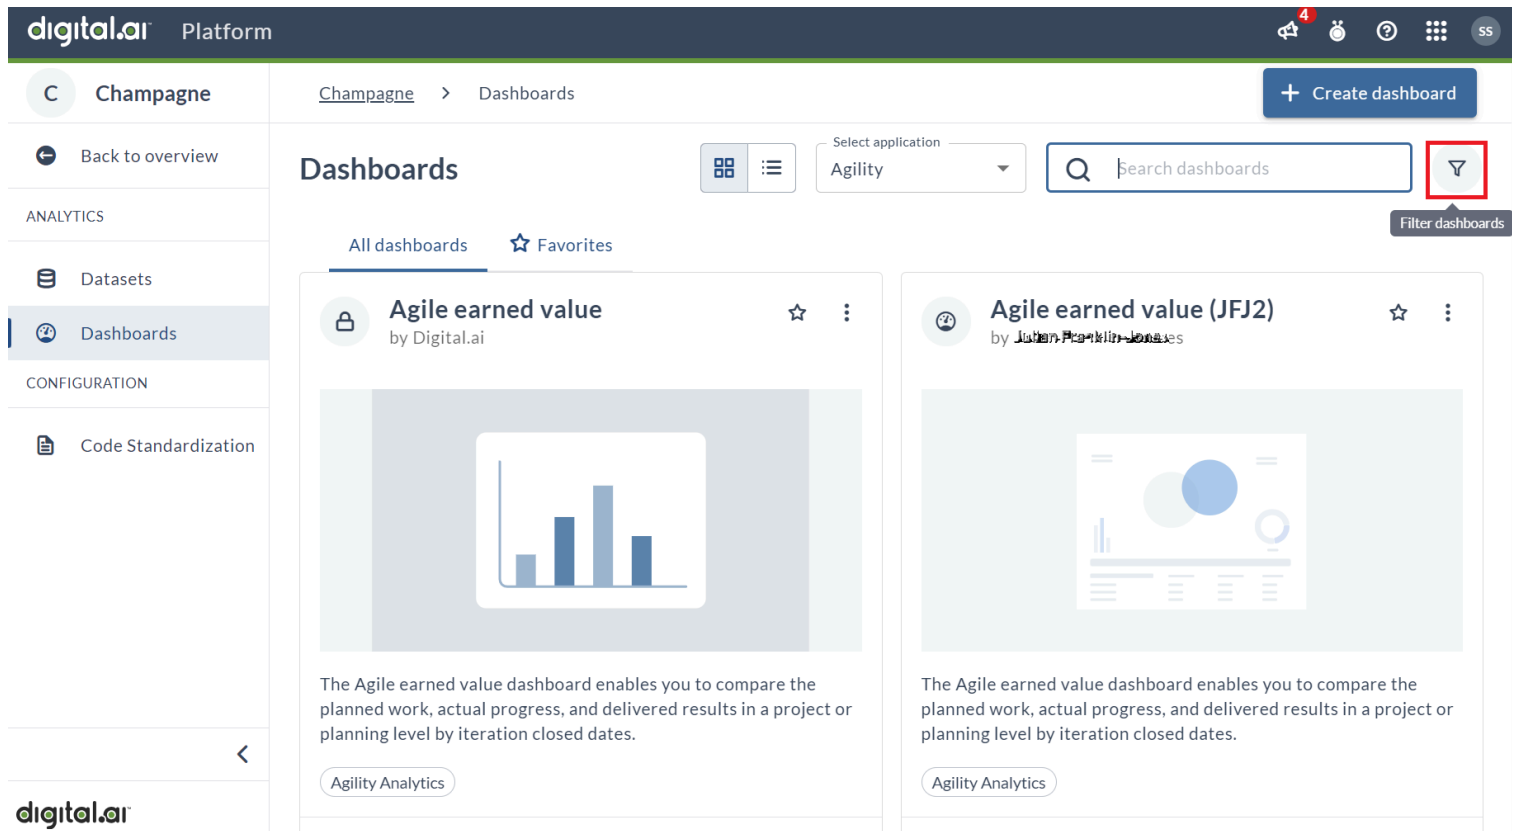 digital.ai Platform
4
SS
C Champagne
Champagne > Dashboards
+ Create dashboard
Back to overview
Dashboards
Select application
Agility
Search dashboards
Filter dashboards
ANALYTICS
All dashboards
Favorites
Datasets
Dashboards
CONFIGURATION
Code Standardization
Agile earned value
by Digital.ai
The Agile earned value dashboard enables you to compare the
planned work, actual progress, and delivered results in a project or
planning level by iteration closed dates.
Agility Analytics
Agile earned value (JFJ2)
by
The Agile earned value dashboard enables you to compare the
planned work, actual progress, and delivered results in a project or
planning level by iteration closed dates.
Agility Analytics
digital.ai